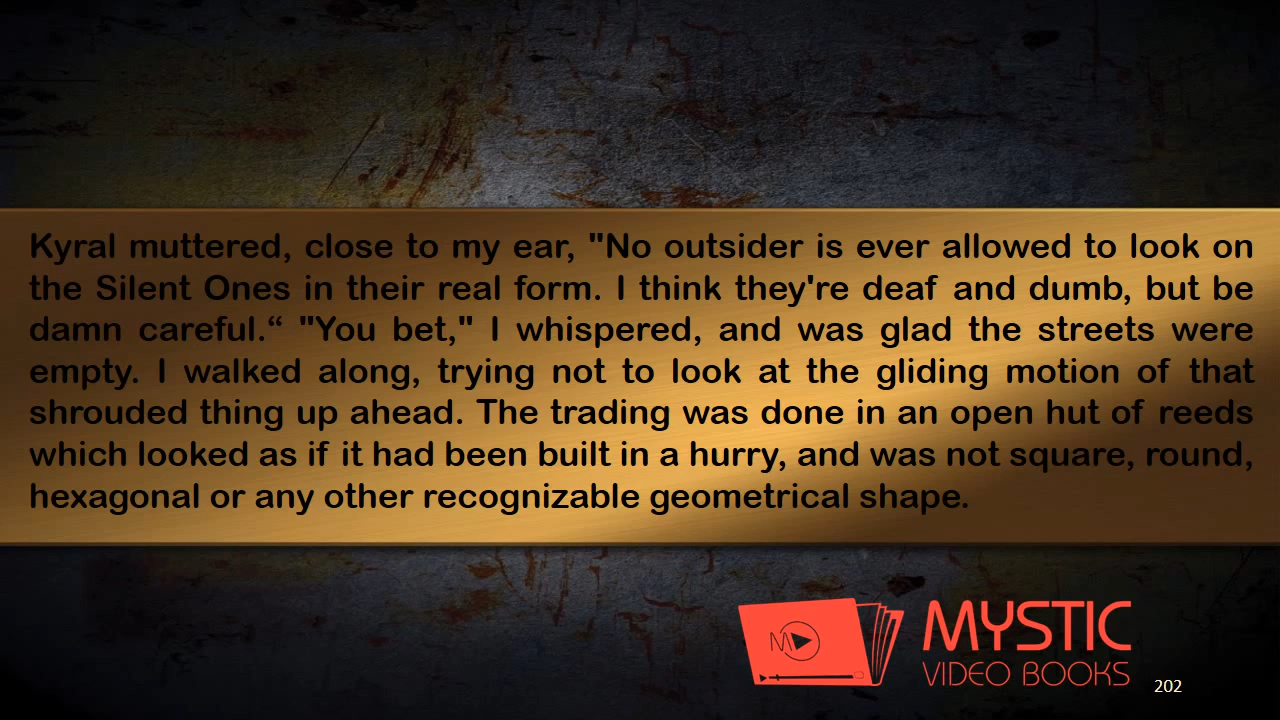 Kyral muttered, close to my ear, "No outsider is ever allowed to look on
the Silent Ones in their real form. I think they're deaf and dumb, but be
damn careful.“ "You bet," I whispered, and was glad the streets were
empty. I walked along, trying not to look at the gliding motion of that
shrouded thing up ahead. The trading was done in an open hut of reeds
which looked as if it had been built in a hurry, and was not square, round,
hexagonal or any other recognizable geometrical shape.
M
MYSTIC
VIDEO BOOKS
202